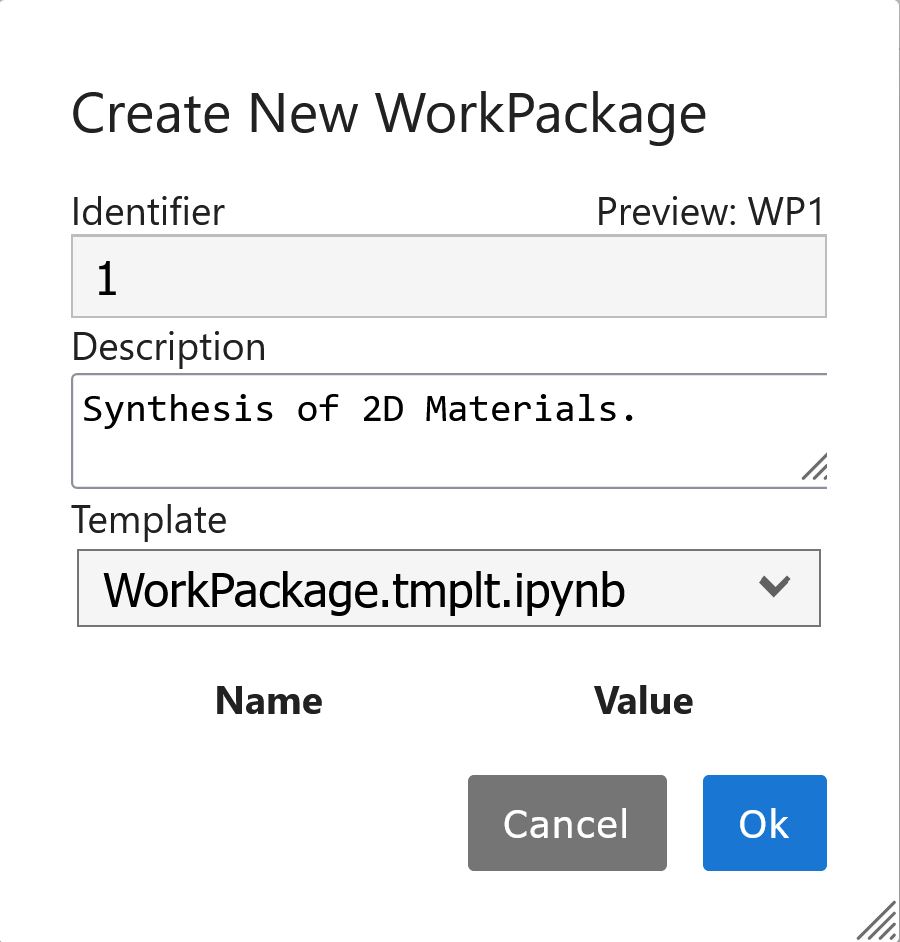 Create New WorkPackage
Identifier Preview: WP1
1
Description
Synthesis of 2D Materials.
Template
WorkPackage.tmplt.ipynb
Name Value
Cancel Ok